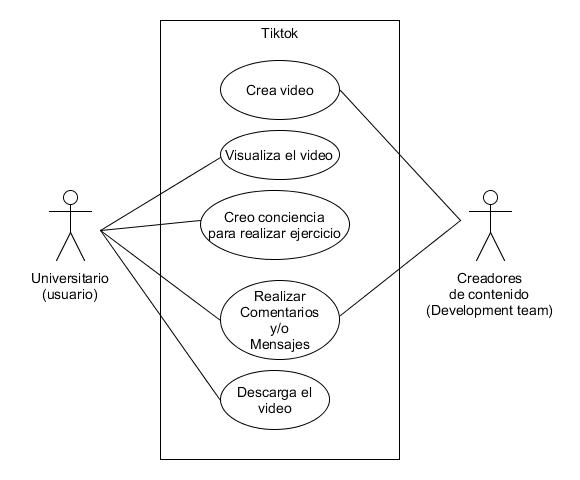 Tiktok
Crea video
Visualiza el video
Creo conciencia
para realizar ejercicio
Universitario
(usuario)
Creadores
de contenido
(Development team)
Realizar
Comentarios
y/o
Mensajes
Descarga el
video